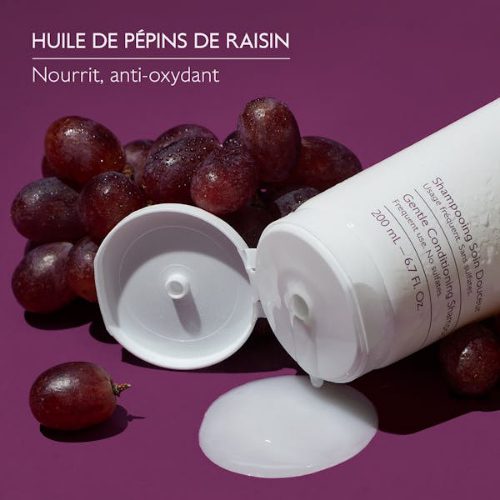 HUILE DE PÉPINS DE RAISIN
Nourrit, anti-oxydant
Shampooing Soin Douceur
Usage fréquent. Sans sulfates.
Gentle Conditioning Shampoo
Frequent use. No sulfates.
200 mL – 6.7 Fl. Oz.